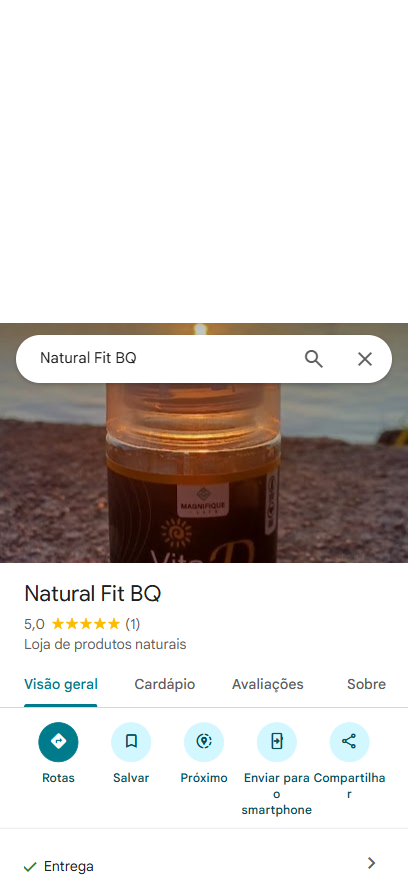 Natural Fit BQ
MAGNIFIQUE
Vita D
Natural Fit BQ
5,0 (1)
Loja de produtos naturais
Visão geral Cardápio Avaliações Sobre
Rotas Salvar Próximo Enviar para Compartilha
o r
smartphone
Entrega